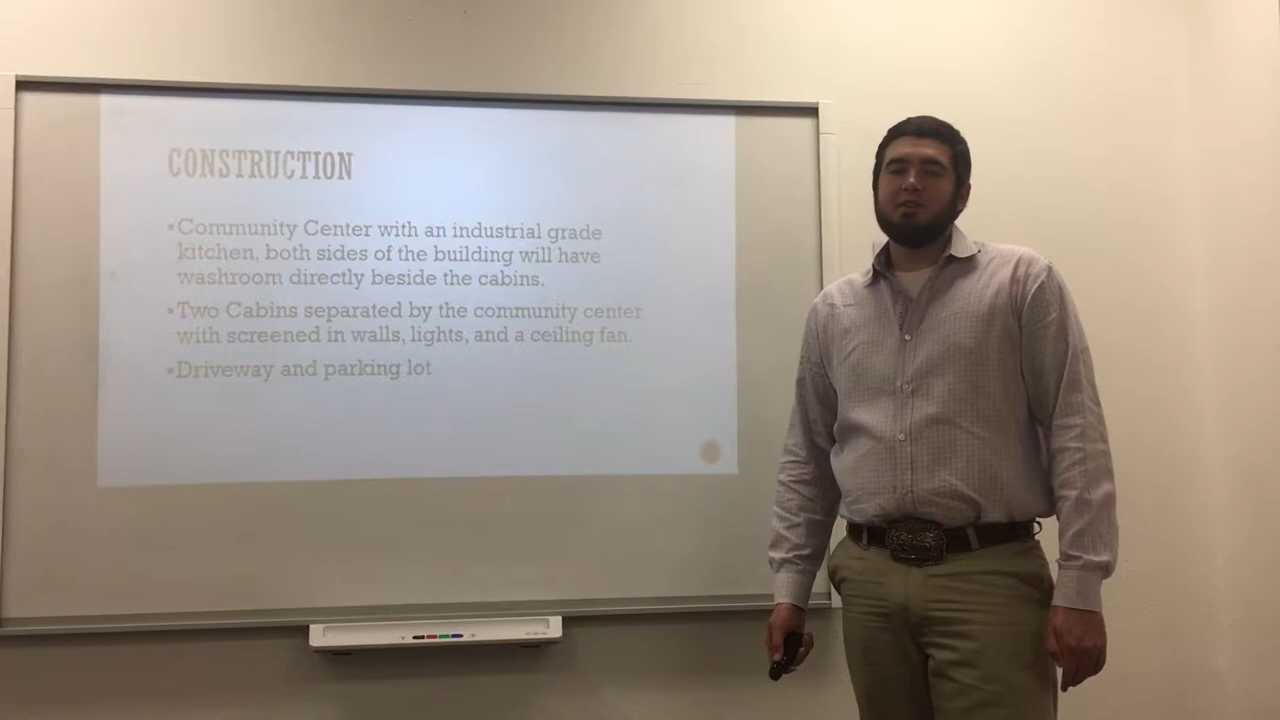 CONSTRUCTION
•Community Center with an industrial grade
kitchen, both sides of the building will have
washroom directly beside the cabins.
•Two Cabins separated by the community center
with screened in walls, lights, and a ceiling fan.
•Driveway and parking lot